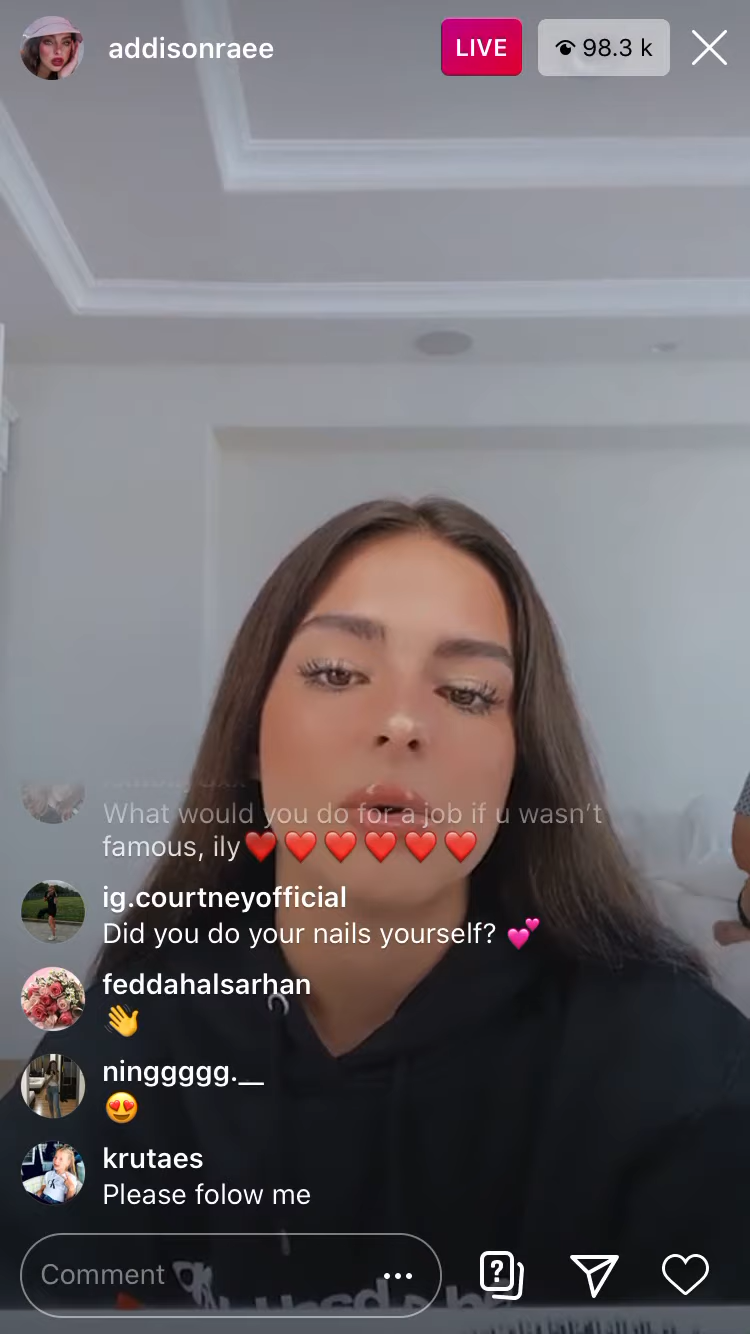 addisonraee
LIVE
98.3 k
What would you do for a job if u wasn't
famous, ily❤️❤️❤️❤️❤️❤️
ig.courtneyofficial
Did you do your nails yourself? 💕
feddahalsarhan
👋
ninggggg.__
😍
krutaes
Please folow me
Comment